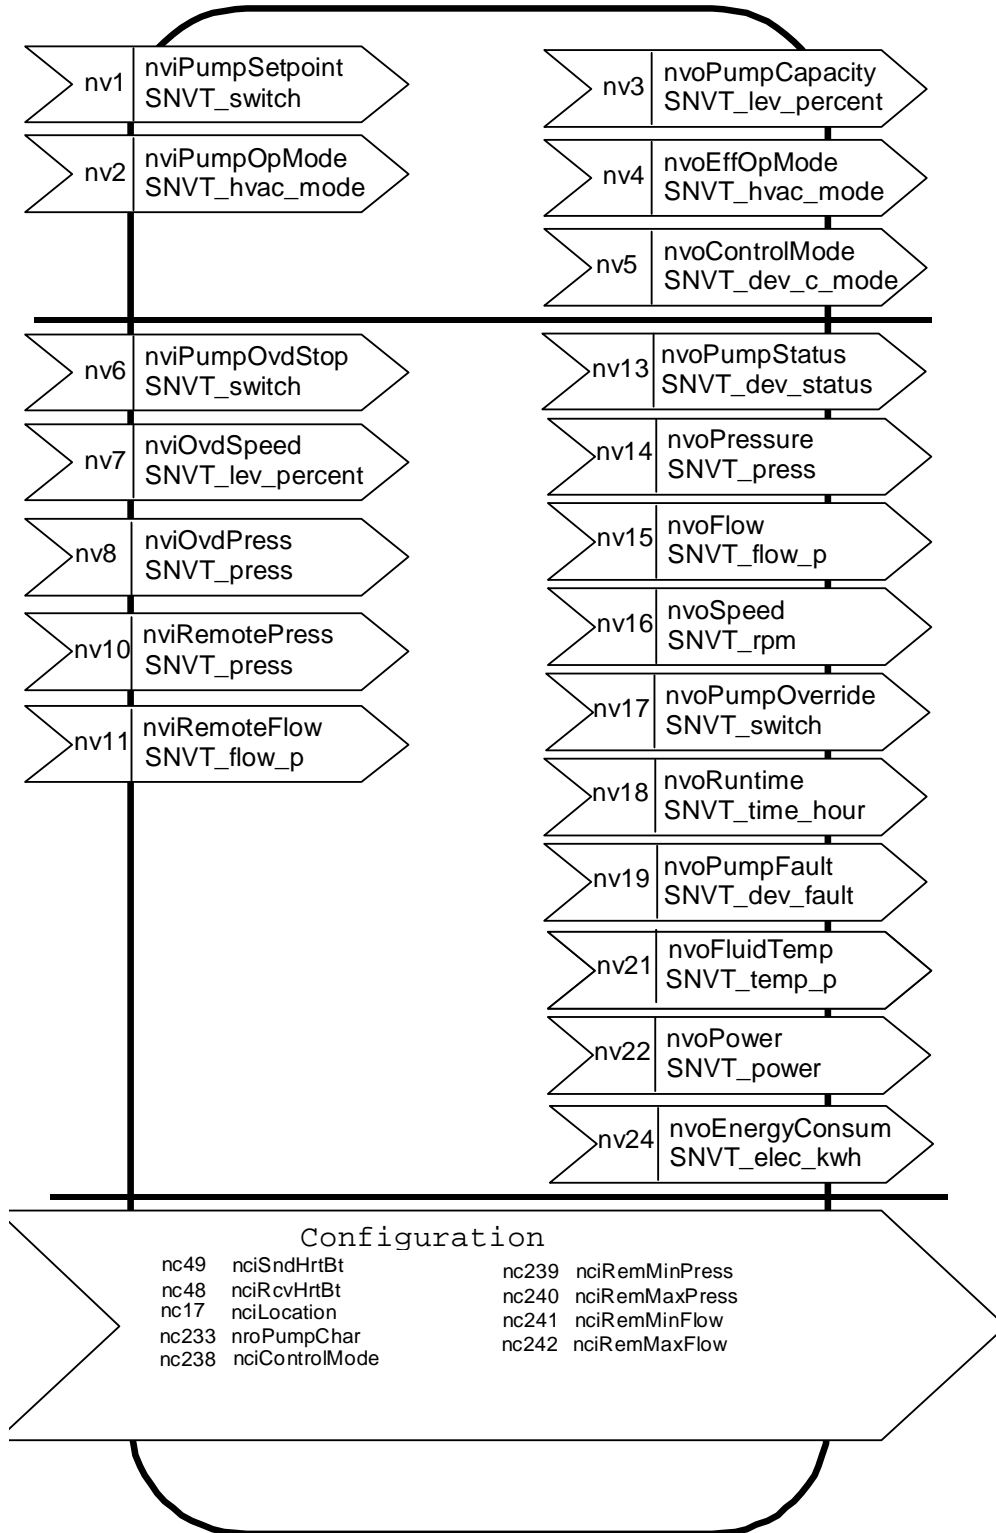 nv1
nviPumpSetpoint
SNVT_switch
nv2
nviPumpOpMode
SNVT_hvac_mode
nv3
nvoPumpCapacity
SNVT_lev_percent
nv4
nvoEffOpMode
SNVT_hvac_mode
nv5
nvoControlMode
SNVT_dev_c_mode
nv6
nviPumpOvdStop
SNVT_switch
nv7
nviOvdSpeed
SNVT_lev_percent
nv8
nviOvdPress
SNVT_press
nv10
nviRemotePress
SNVT_press
nv11
nviRemoteFlow
SNVT_flow_p
nv13
nvoPumpStatus
SNVT_dev_status
nv14
nvoPressure
SNVT_press
nv15
nvoFlow
SNVT_flow_p
nv16
nvoSpeed
SNVT_rpm
nv17
nvoPumpOverride
SNVT_switch
nv18
nvoRuntime
SNVT_time_hour
nv19
nvoPumpFault
SNVT_dev_fault
nv21
nvoFluidTemp
SNVT_temp_p
nv22
nvoPower
SNVT_power
nv24
nvoEnergyConsum
SNVT_elec_kwh
Configuration
nc49 nciSndHrtBt
nc48 nciRcvHrtBt
nc17 nciLocation
nc233 nroPumpChar
nc238 nciControlMode
nc239 nciRemMinPress
nc240 nciRemMaxPress
nc241 nciRemMinFlow
nc242 nciRemMaxFlow